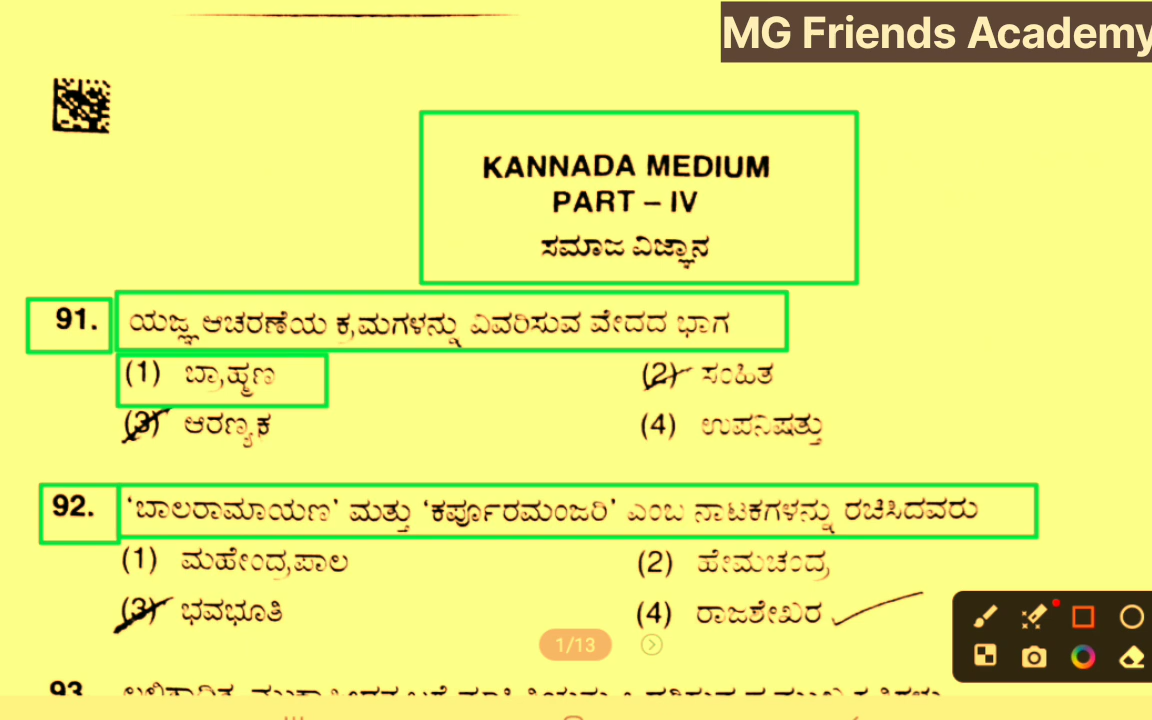 MG Friends Academy
KANNADA MEDIUM
PART – IV
ಸಮಾಜ ವಿಜ್ಞಾನ
91. ಯಜ್ಞ ಆಚರಣೆಯ ಕ್ರಮಗಳನ್ನು ವಿವರಿಸುವ ವೇದದ ಭಾಗ
(1) ಬ್ರಾಹ್ಮಣ (2) ಸಂಹಿತ
(3) ಆರಣ್ಯಕ (4) ಉಪನಿಷತ್ತು
92. ‘ಬಾಲರಾಮಾಯಣ’ ಮತ್ತು ‘ಕರ್ಪೂರಮಂಜರಿ’ ಎಂಬ ನಾಟಕಗಳನ್ನು ರಚಿಸಿದವರು
(1) ಮಹೇಂದ್ರಪಾಲ (2) ಹೇಮಚಂದ್ರ
(3) ಭವಭೂತಿ (4) ರಾಜಶೇಖರ
1/13
93